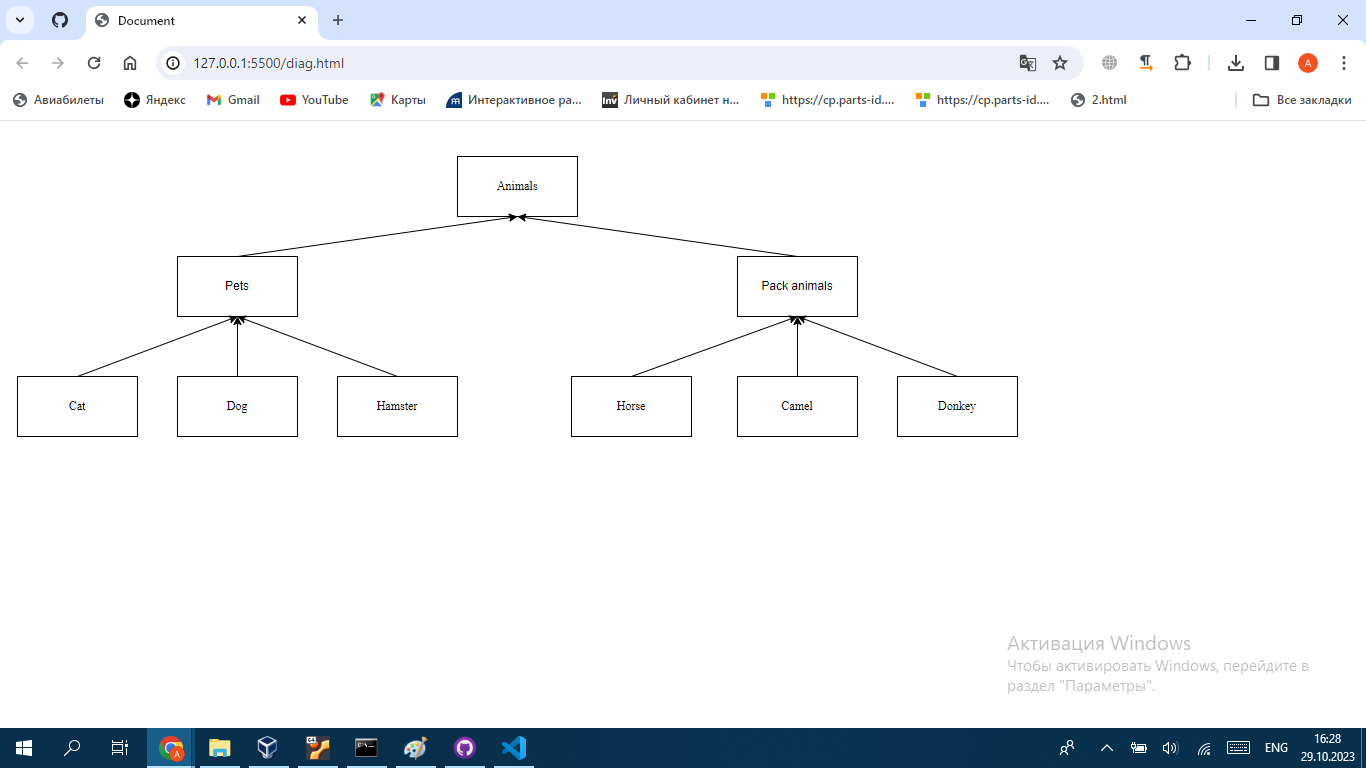 Document
127.0.0.1:5500/diag.html
A
Авиабилеты
Яндекс
Gmail
YouTube
Карты
Интерактивное ра...
Inv
Личный кабинет н...
https://cp.parts-id....
https://cp.parts-id....
2.html
Все закладки
Animals
Pets
Pack animals
Cat
Dog
Hamster
Horse
Camel
Donkey
Активация Windows
Чтобы активировать Windows, перейдите в
раздел "Параметры".
A
ENG
16:28
29.10.2023